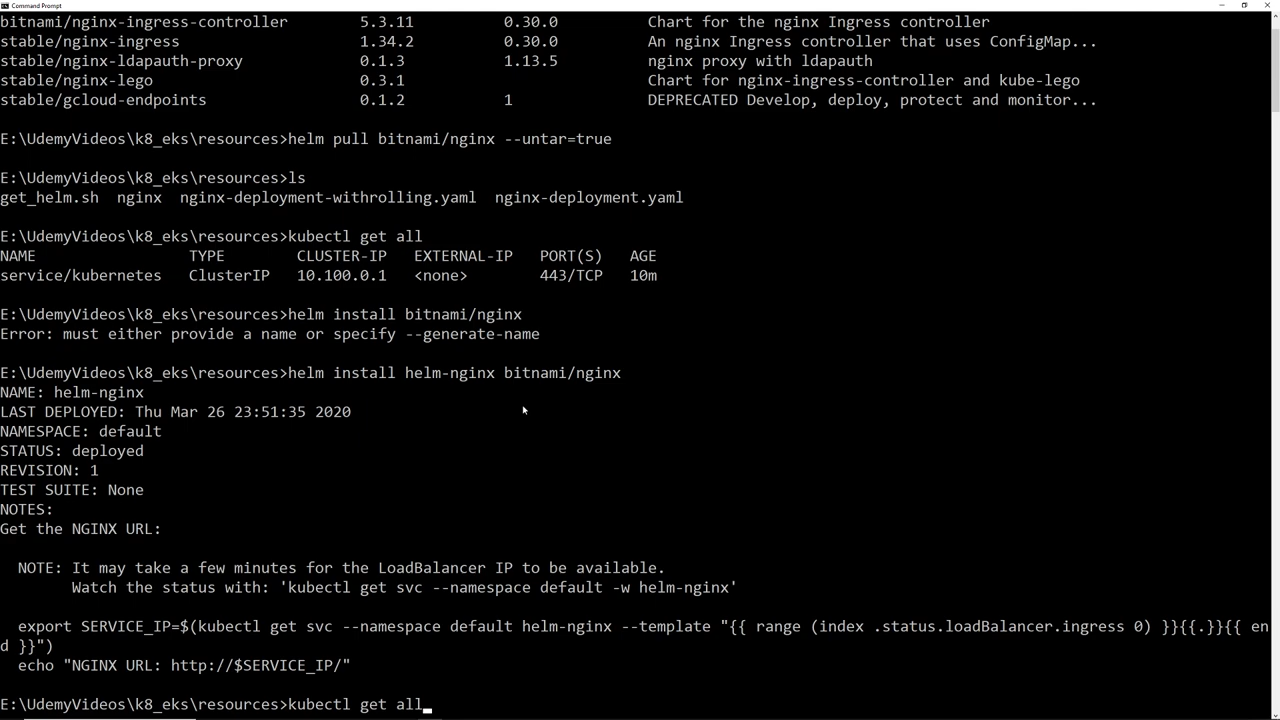 Command Prompt
bitnami/nginx-ingress-controller 5.3.11 0.30.0 Chart for the nginx Ingress controller
stable/nginx-ingress 1.34.2 0.30.0 An nginx Ingress controller that uses ConfigMap...
stable/nginx-ldapauth-proxy 0.1.3 1.13.5 nginx proxy with ldapauth
stable/nginx-lego 0.3.1 Chart for nginx-ingress-controller and kube-lego
stable/gcloud-endpoints 0.1.2 1 DEPRECATED Develop, deploy, protect and monitor...
E:\UdemyVideos\k8_eks\resources>helm pull bitnami/nginx --untar=true
E:\UdemyVideos\k8_eks\resources>ls
get_helm.sh nginx nginx-deployment-withrolling.yaml nginx-deployment.yaml
E:\UdemyVideos\k8_eks\resources>kubectl get all
NAME TYPE CLUSTER-IP EXTERNAL-IP PORT(S) AGE
service/kubernetes ClusterIP 10.100.0.1 <none> 443/TCP 10m
E:\UdemyVideos\k8_eks\resources>helm install bitnami/nginx
Error: must either provide a name or specify --generate-name
E:\UdemyVideos\k8_eks\resources>helm install helm-nginx bitnami/nginx
NAME: helm-nginx
LAST DEPLOYED: Thu Mar 26 23:51:35 2020
NAMESPACE: default
STATUS: deployed
REVISION: 1
TEST SUITE: None
NOTES:
Get the NGINX URL:
NOTE: It may take a few minutes for the LoadBalancer IP to be available.
Watch the status with: 'kubectl get svc --namespace default -w helm-nginx'
export SERVICE_IP=$(kubectl get svc --namespace default helm-nginx --template "{{ range (index .status.loadBalancer.ingress 0) }}{{.}}{{ en
d }}")
echo "NGINX URL: http://$SERVICE_IP/"
E:\UdemyVideos\k8_eks\resources>kubectl get all